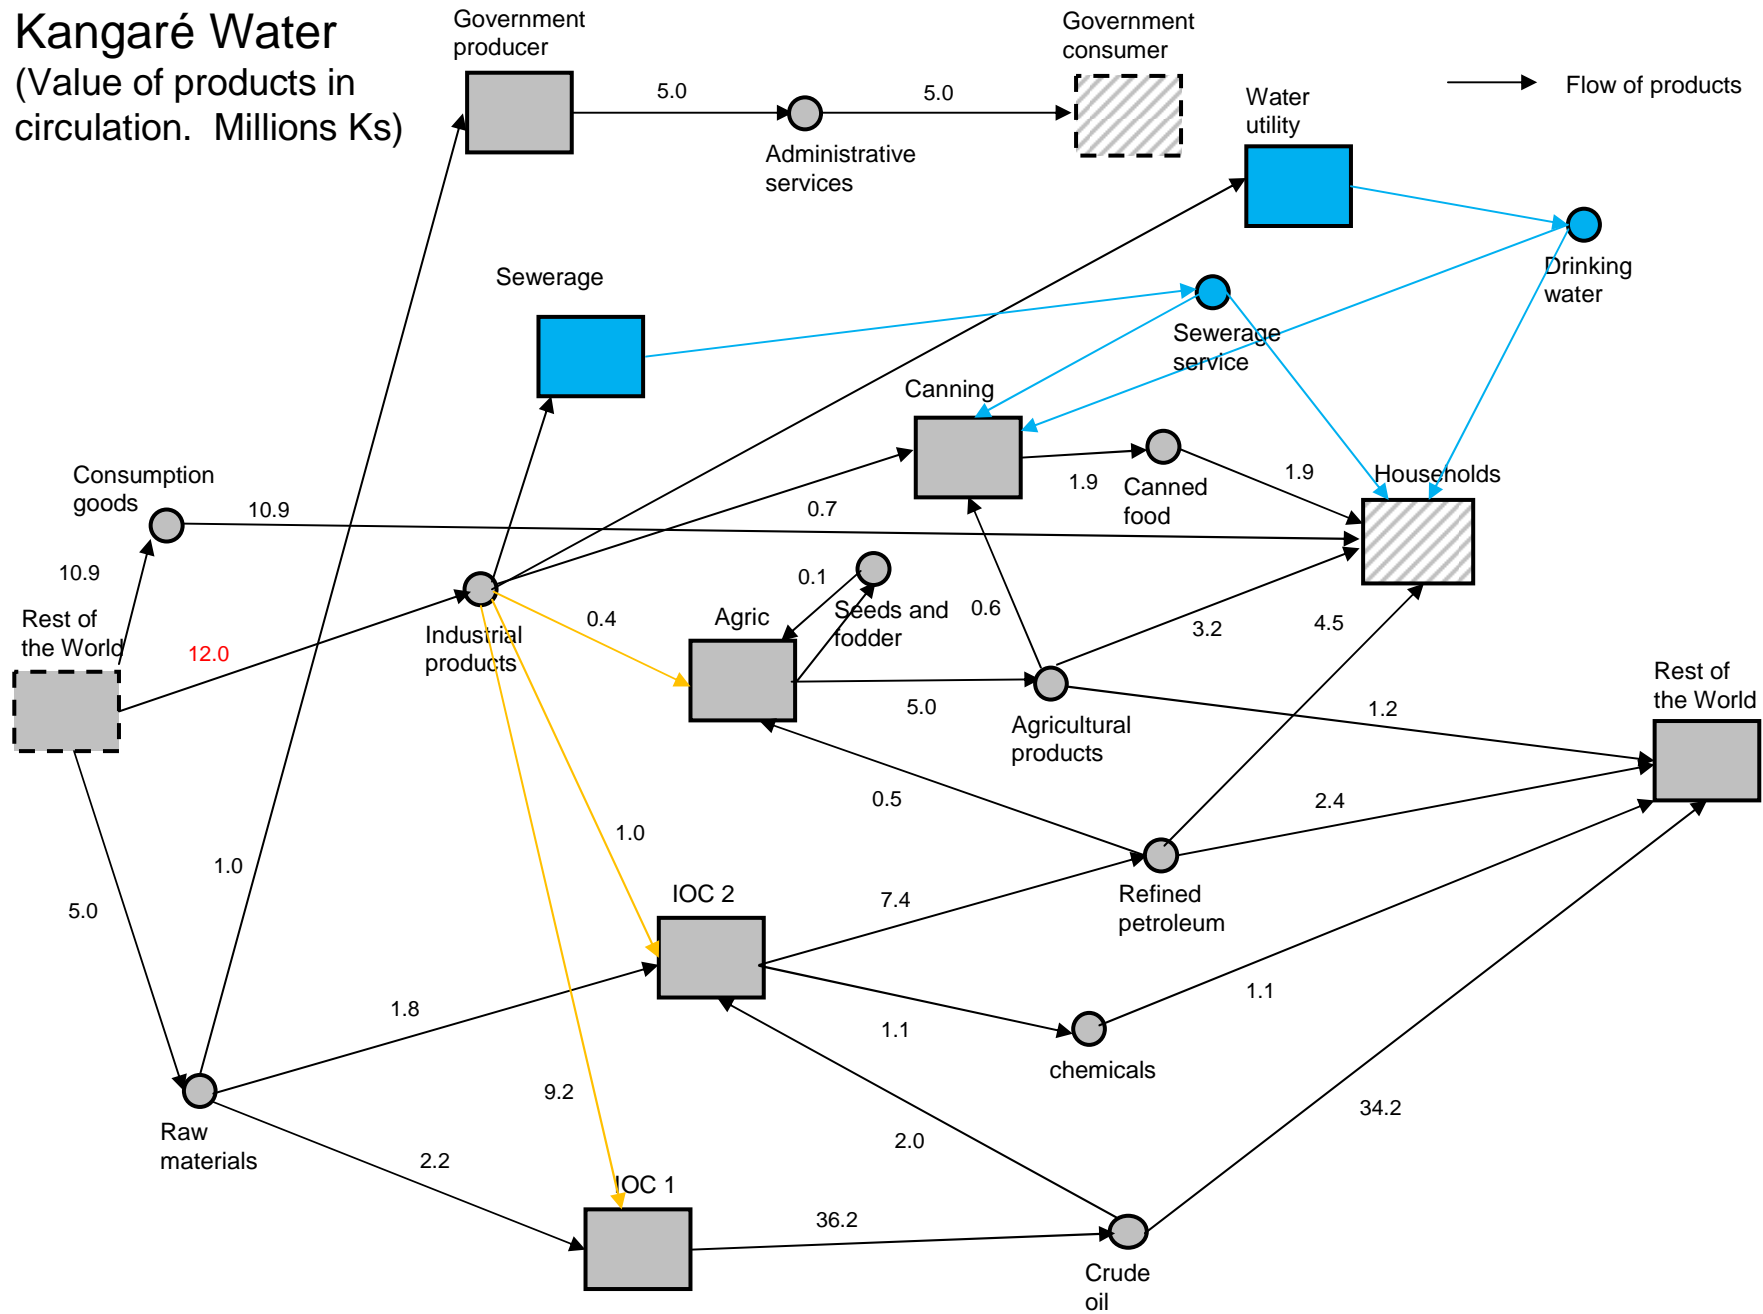 Kangaré Water
(Value of products in
circulation.  Millions Ks)
Government
producer
Government
consumer
5.0
5.0
Administrative
services
Water
utility
Flow of products
Drinking
water
Sewerage
Sewerage
service
Canning
1.9
Canned
food
1.9
Households
Consumption
goods
10.9
0.7
10.9
Rest of
the World
12.0
Industrial
products
0.4
0.1
Seeds and
fodder
Agric
0.6
3.2
4.5
5.0
Agricultural
products
1.2
Rest of
the World
0.5
2.4
1.0
1.0
5.0
IOC 2
7.4
Refined
petroleum
1.8
1.1
chemicals
1.1
9.2
34.2
Raw
materials
2.2
2.0
IOC 1
36.2
Crude
oil